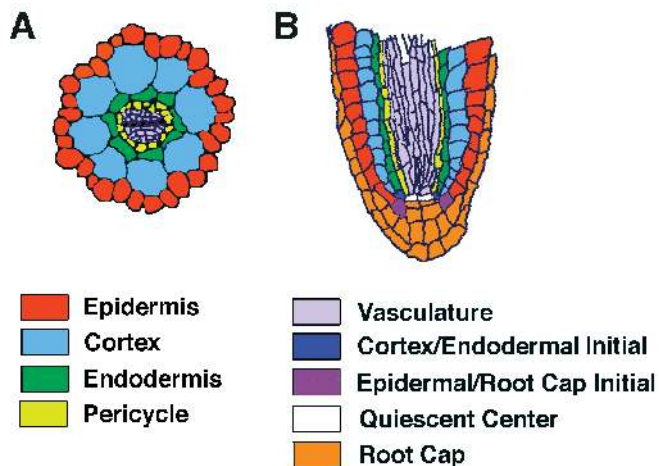 A
B
Epidermis
Cortex
Endodermis
Pericycle
Vasculature
Cortex/Endodermal Initial
Epidermal/Root Cap Initial
Quiescent Center
Root Cap